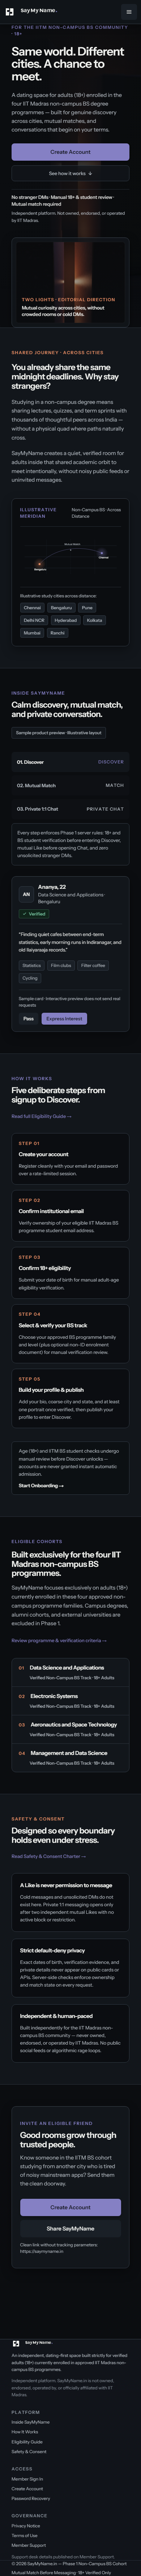 SayMyName.
FOR THE IITM NON-CAMPUS BS COMMUNITY
· 18+
Same world. Different
cities. A chance to
meet.
A dating space for adults (18+) enrolled in
the four approved IIT Madras non-campus BS
programmes — built for genuine discovery
across cities, mutual matches, and
conversations that begin on your terms.
Create Account
See how it works ↓
No stranger DMs · Manual 18+ & student review ·
Mutual match required
Independent platform. Not owned, endorsed, or operated
by IIT Madras.
TWO LIGHTS · EDITORIAL DIRECTION
Mutual curiosity across cities, without
crowded rooms or cold DMs.
SHARED JOURNEY · ACROSS CITIES
You already share the same
midnight deadlines. Why stay
strangers?
Studying in a non-campus degree means
sharing lectures, quizzes, and term projects
with thousands of thoughtful peers across
India — without a physical café where paths
naturally cross.
SayMyName creates a quiet, verified room for
adults inside that shared academic orbit to
meet intentionally, without noisy public feeds
or uninvited messages.
ILLUSTRATIVE
MERIDIAN
Non-Campus BS · Across
Distance
Mutual Match
Chennai
Bengaluru
Illustrative study cities across distance:
Chennai
Bengaluru
Pune
Delhi NCR
Hyderabad
Kolkata
Mumbai
Ranchi
INSIDE SAYMYNAME
Calm discovery, mutual match,
and private conversation.
Sample product preview · Illustrative layout
01. Discover
DISCOVER
02. Mutual Match
MATCH
03. Private 1:1 Chat
PRIVATE CHAT
Every step enforces Phase 1 server rules: 18+ and
BS verification before entering Discover,
Mutual Like before opening Chat, and zero
unsolicited stranger DMs.
AN
Ananya, 22
Data Science and Applications ·
Bengaluru
✓ Verified
"Finding quiet cafes between end-term
statistics, early morning runs in Indiranagar, and
old Ilaiyaraaja records."
Statistics
Film clubs
Filter coffee
Cycling
Sample card · Interactive preview does not send real
requests
Pass
Express Interest
HOW IT WORKS
Five deliberate steps from
signup to Discover.
Read full Eligibility Guide →
STEP 01
Create your account
Register cleanly with your email and password
over a rate-limited session.
STEP 02
Confirm institutional email
Verify ownership of your eligible IIT Madras BS
programme student email address.
STEP 03
Confirm 18+ eligibility
Submit your date of birth for manual adult-age
eligibility verification.
STEP 04
Select & verify your BS track
Choose your approved BS programme family
and level (plus optional non-ID enrolment
document) for manual verification review.
STEP 05
Build your profile & publish
Add your bio, coarse city and state, and at least
one approved photo, then publish your
profile to enter Discover.
Age (18+) and IITM BS student checks undergo
manual review before Discover unlocks —
accounts are never granted instant automatic
admission.
Start Onboarding →
ELIGIBLE COHORTS
Built exclusively for the four IIT
Madras non-campus BS
programmes.
SayMyName focuses exclusively on adults (18+)
currently enrolled in these four approved non-
campus programme families. Campus degrees,
alumni cohorts, and external universities are
excluded in Phase 1.
Review programme & verification criteria →
01 Data Science and Applications
Verified Non-Campus BS Track · 18+ Adults
02 Electronic Systems
Verified Non-Campus BS Track · 18+ Adults
03 Aeronautics and Space Technology
Verified Non-Campus BS Track · 18+ Adults
04 Management and Data Science
Verified Non-Campus BS Track · 18+ Adults
SAFETY & CONSENT
Designed so every boundary
holds even under stress.
Read Safety & Consent Charter →
A Like is never permission to message
Cold messages and unsolicited DMs do not
exist here. Private 1:1 messaging opens only
after two independent mutual Likes with no
active block or restriction.
Strict default-deny privacy
Exact dates of birth, verification evidence, and
private details never appear on public cards or
APIs. Server-side checks enforce ownership
and match state on every request.
Independent & human-paced
Built independently for the IIT Madras non-
campus BS community — never owned,
endorsed, or operated by IIT Madras. No public
social feeds or algorithmic rage loops.
INVITE AN ELIGIBLE FRIEND
Good rooms grow through
trusted people.
Know someone in the IITM BS cohort
studying from another city who is tired
of noisy mainstream apps? Send them
the clean doorway.
Create Account
Share SayMyName
Clean link without tracking parameters:
https://saymyname.in
SayMyName.
An independent, dating-first space built strictly for verified
adults (18+) currently enrolled in approved IIT Madras non-
campus BS programmes.
Independent platform. SayMyName.in is not owned,
endorsed, operated by, or officially affiliated with IIT
Madras.
PLATFORM
Inside SayMyName
How It Works
Eligibility Guide
Safety & Consent
ACCESS
Member Sign In
Create Account
Password Recovery
GOVERNANCE
Privacy Notice
Terms of Use
Member Support
Support desk details published on Member Support.
© 2026 SayMyName.in — Phase 1 Non-Campus BS Cohort
Mutual Match Before Messaging · 18+ Verified Only